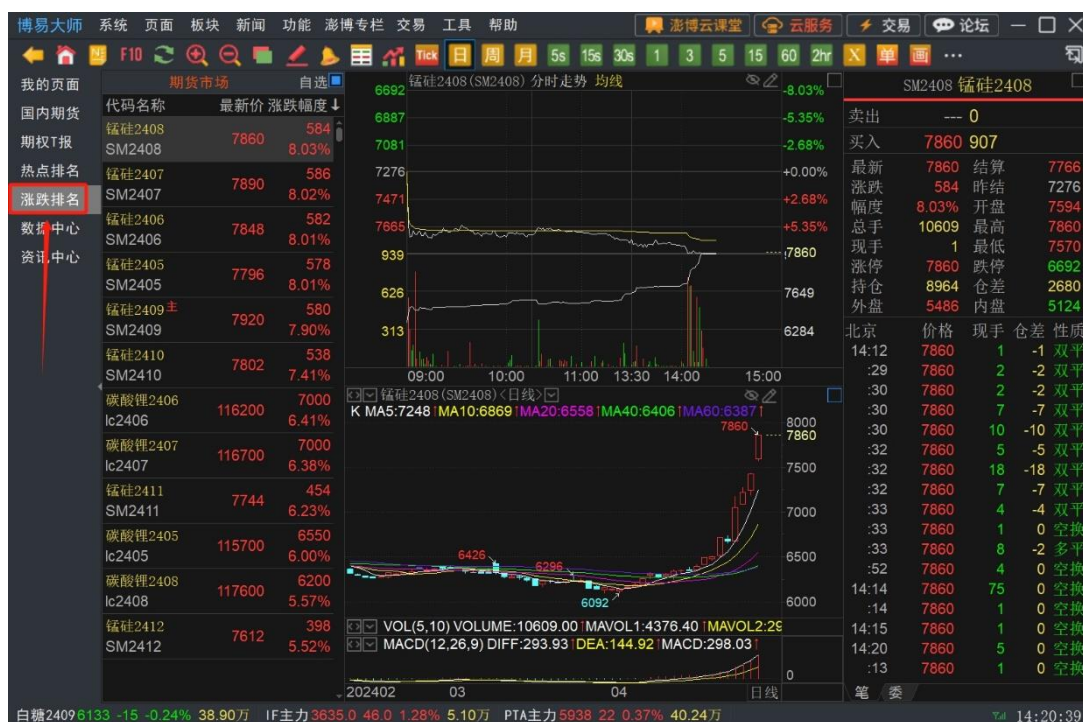 博易大师 系统 页面 板块 新闻 功能 澎博专栏 交易 工具 帮助 澎博云课堂 云服务 交易 论坛
F10 Tick 日 周 月 5s 15s 30s 1 3 5 15 60 2hr X 单 画 ···
我的页面
国内期货
期权T报
热点排名
涨跌排名
数据中心
资讯中心
期货市场 自选
代码名称 最新价 涨跌幅度↓
锰硅2408 584
SM2408 7860 8.03%
锰硅2407 586
SM2407 7890 8.02%
锰硅2406 582
SM2406 7848 8.01%
锰硅2405 578
SM2405 7796 8.01%
锰硅2409主 580
SM2409 7920 7.90%
锰硅2410 538
SM2410 7802 7.41%
碳酸锂2406 7000
lc2406 116200 6.41%
碳酸锂2407 7000
lc2407 116700 6.38%
锰硅2411 454
SM2411 7744 6.23%
碳酸锂2405 6550
lc2405 115700 6.00%
碳酸锂2408 6200
lc2408 117600 5.57%
锰硅2412 398
SM2412 7612 5.52%
锰硅2408(SM2408) 分时走势 均线
6692 -8.03%
6887 -5.35%
7081 -2.68%
7276 +0.00%
7471 +2.68%
7665 +5.35%
7860
939
626 7649
313 6284
09:00 10:00 11:00 13:30 14:00 15:00
锰硅2408(SM2408)<日线>
K MA5:7248↑MA10:6869↑MA20:6558↑MA40:6406↑MA60:6387↑
7860
8000
7860
7500
7000
6500
6000
6426
6296
6092
VOL(5,10) VOLUME:10609.00↑MAVOL1:4376.40↑MAVOL2:29
MACD(12,26,9) DIFF:293.93↑DEA:144.92↑MACD:298.03↑
0
202402 03 04 日线
SM2408 锰硅2408
卖出 --- 0
买入 7860 907
最新 7860 结算 7766
涨跌 584 昨结 7276
幅度 8.03% 开盘 7594
总手 10609 最高 7860
现手 1 最低 7570
涨停 7860 跌停 6692
持仓 8964 仓差 2680
外盘 5486 内盘 5124
北京 价格 现手 仓差 性质
14:12 7860 1 -1 双平
:29 7860 2 -2 双平
:30 7860 2 -2 双平
:30 7860 7 -7 双平
:30 7860 10 -10 双平
:32 7860 5 -5 双平
:32 7860 18 -18 双平
:32 7860 7 -7 双平
:33 7860 4 -4 双平
:33 7860 1 0 空换
:33 7860 8 -2 多平
:52 7860 4 0 空换
14:14 7860 75 0 空换
:14 7860 1 0 空换
14:15 7860 1 0 空换
14:20 7860 5 0 空换
:13 7860 1 0 空换
笔 委
白糖2409 6133 -15 -0.24% 38.90万 IF主力 3635.0 46.0 1.28% 5.10万 PTA主力 5938 22 0.37% 40.24万 14:20:39